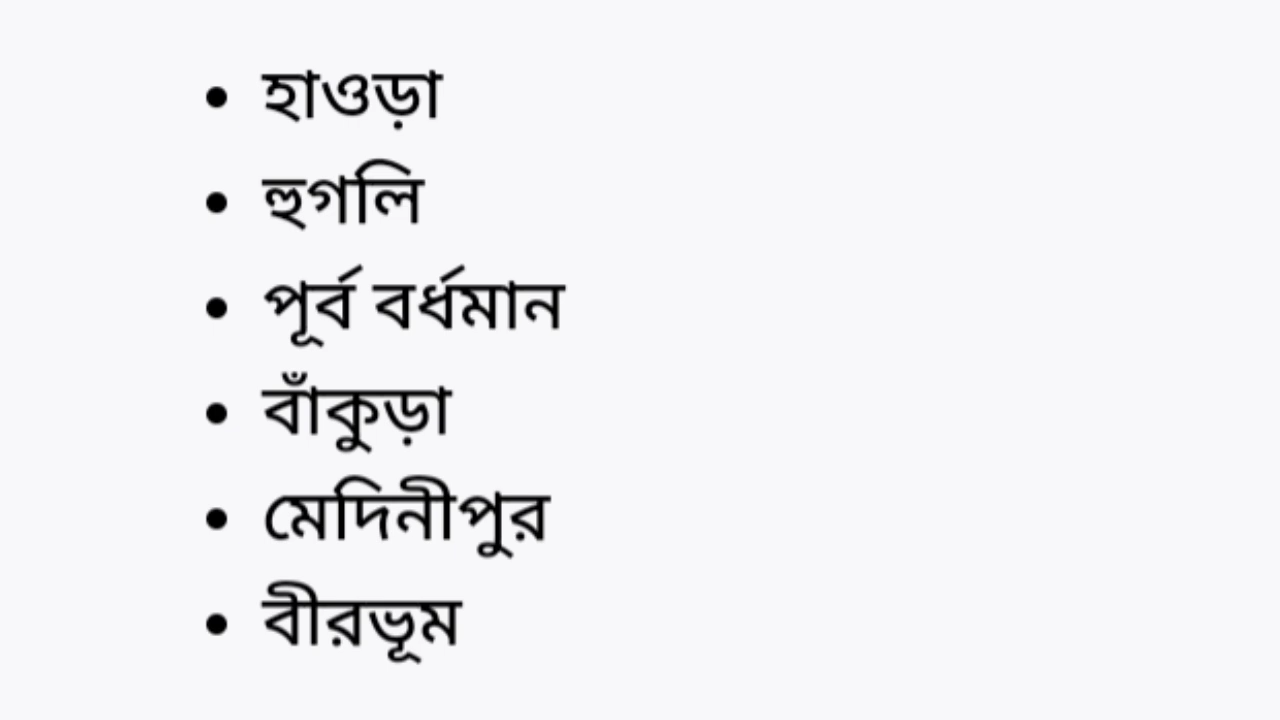 • হাওড়া
• হুগলি
• পূর্ব বর্ধমান
• বাঁকুড়া
• মেদিনীপুর
• বীরভূম